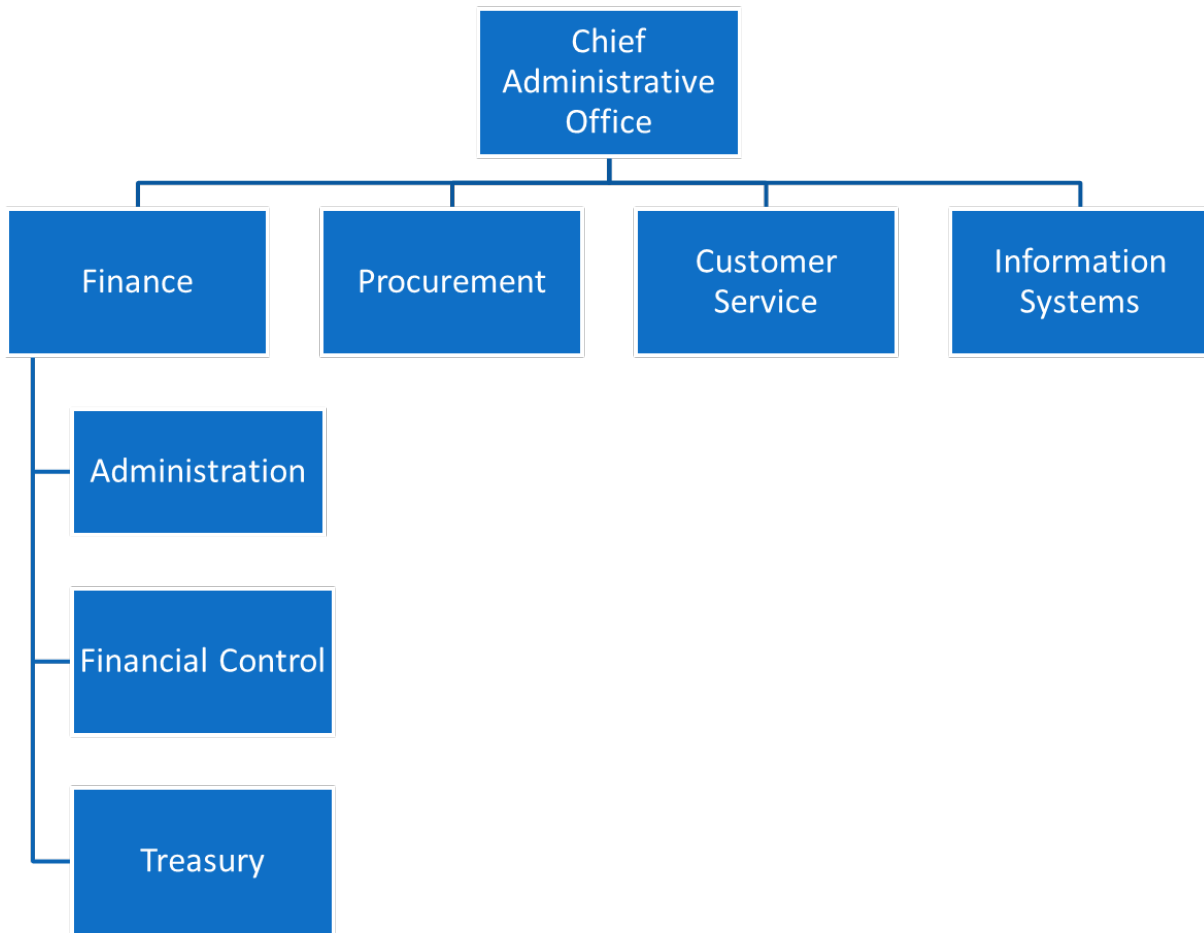 Chief
Administrative
Office
Finance
Procurement
Customer
Service
Information
Systems
Administration
Financial Control
Treasury